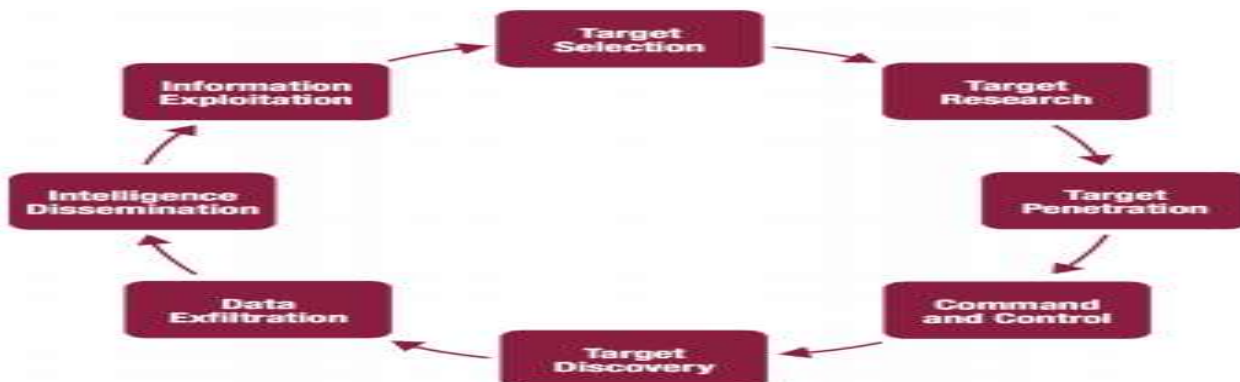 Target
Selection
Target
Research
Target
Penetration
Command
and Control
Target
Discovery
Data
Exfiltration
Intelligence
Dissemination
Information
Exploitation